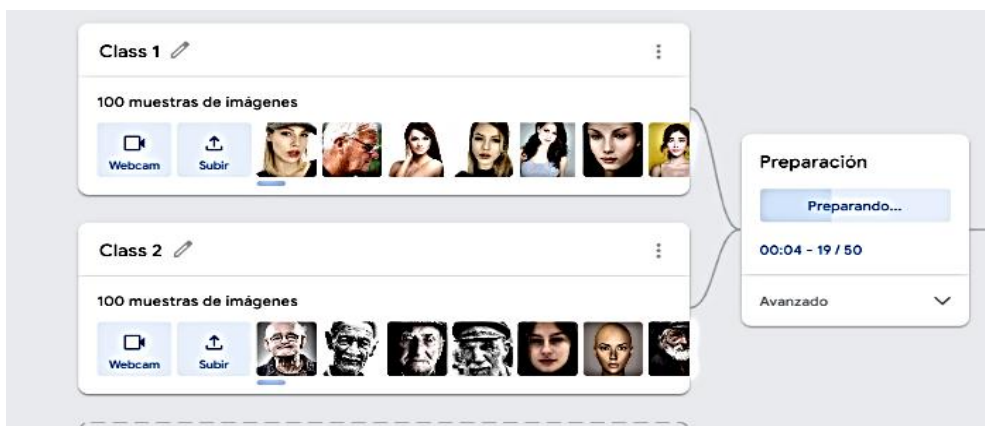 Class 1
100 muestras de imágenes
Webcam
Subir
Preparación
Preparando...
00:04 - 19 / 50
Avanzado
Class 2
100 muestras de imágenes
Webcam
Subir